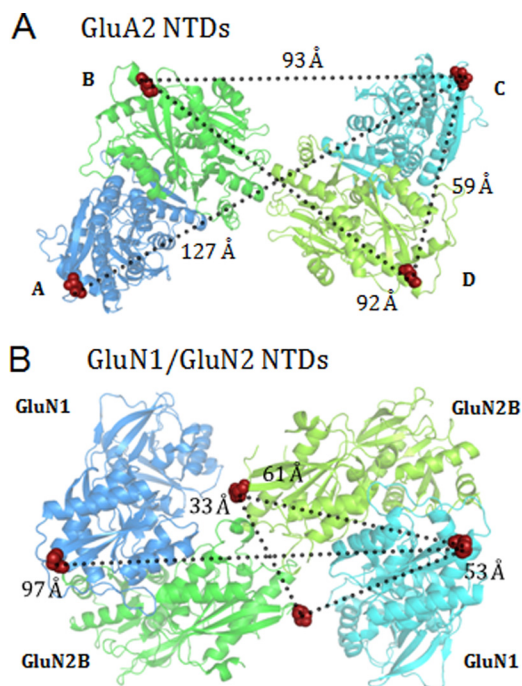 A GluA2 NTDs
B 93 Å C
59 Å
127 Å
A D
92 Å
B GluN1/GluN2 NTDs
GluN1 GluN2B
61 Å
33 Å
53 Å
97 Å
GluN2B GluN1